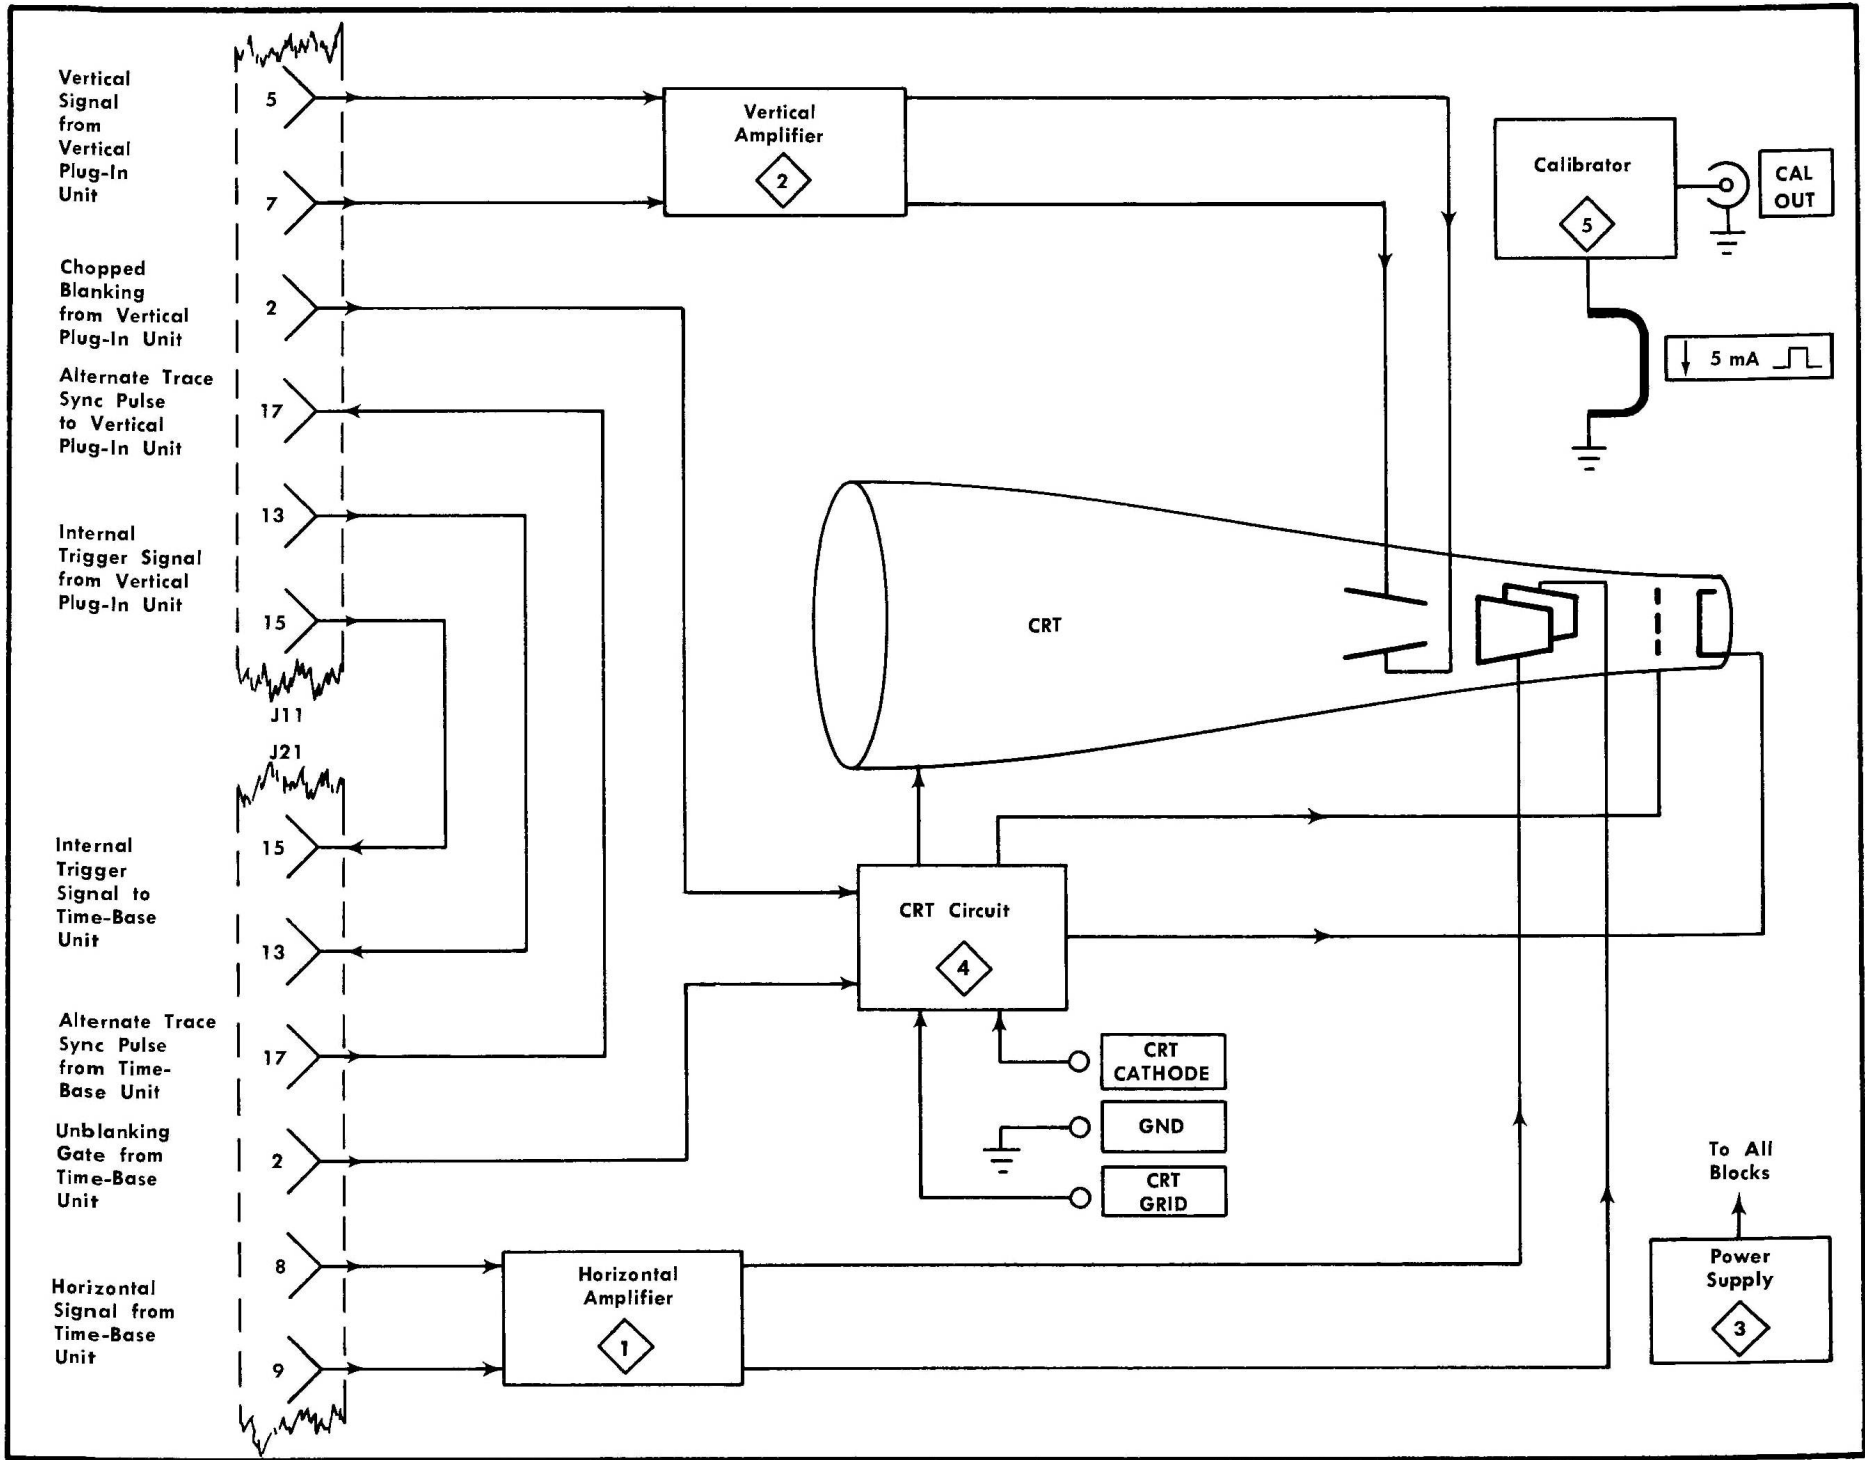 Vertical
Signal
from
Vertical
Plug-In
Unit
5
7
Chopped
Blanking
from Vertical
Plug-In Unit
2
Alternate Trace
Sync Pulse
to Vertical
Plug-In Unit
17
Internal
Trigger Signal
from Vertical
Plug-In Unit
13
15
J11
J21
Internal
Trigger
Signal to
Time-Base
Unit
15
13
Alternate Trace
Sync Pulse
from Time-
Base Unit
17
Unblanking
Gate from
Time-Base
Unit
2
Horizontal
Signal from
Time-Base
Unit
8
9
Vertical
Amplifier
2
Calibrator
5
CAL
OUT
5 mA
CRT
CRT Circuit
4
CRT
CATHODE
GND
CRT
GRID
Horizontal
Amplifier
1
To All
Blocks
Power
Supply
3